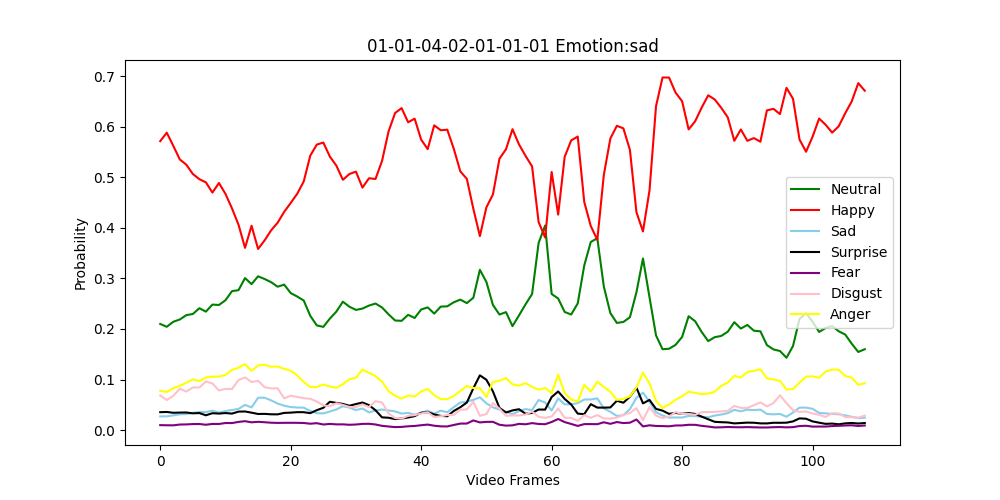 01-01-04-02-01-01-01 Emotion:sad
0.7
0.6
0.5
0.4
0.3
0.2
0.1
0.0
Probability
Neutral
Happy
Sad
Surprise
Fear
Disgust
Anger
0 20 40 60 80 100
Video Frames